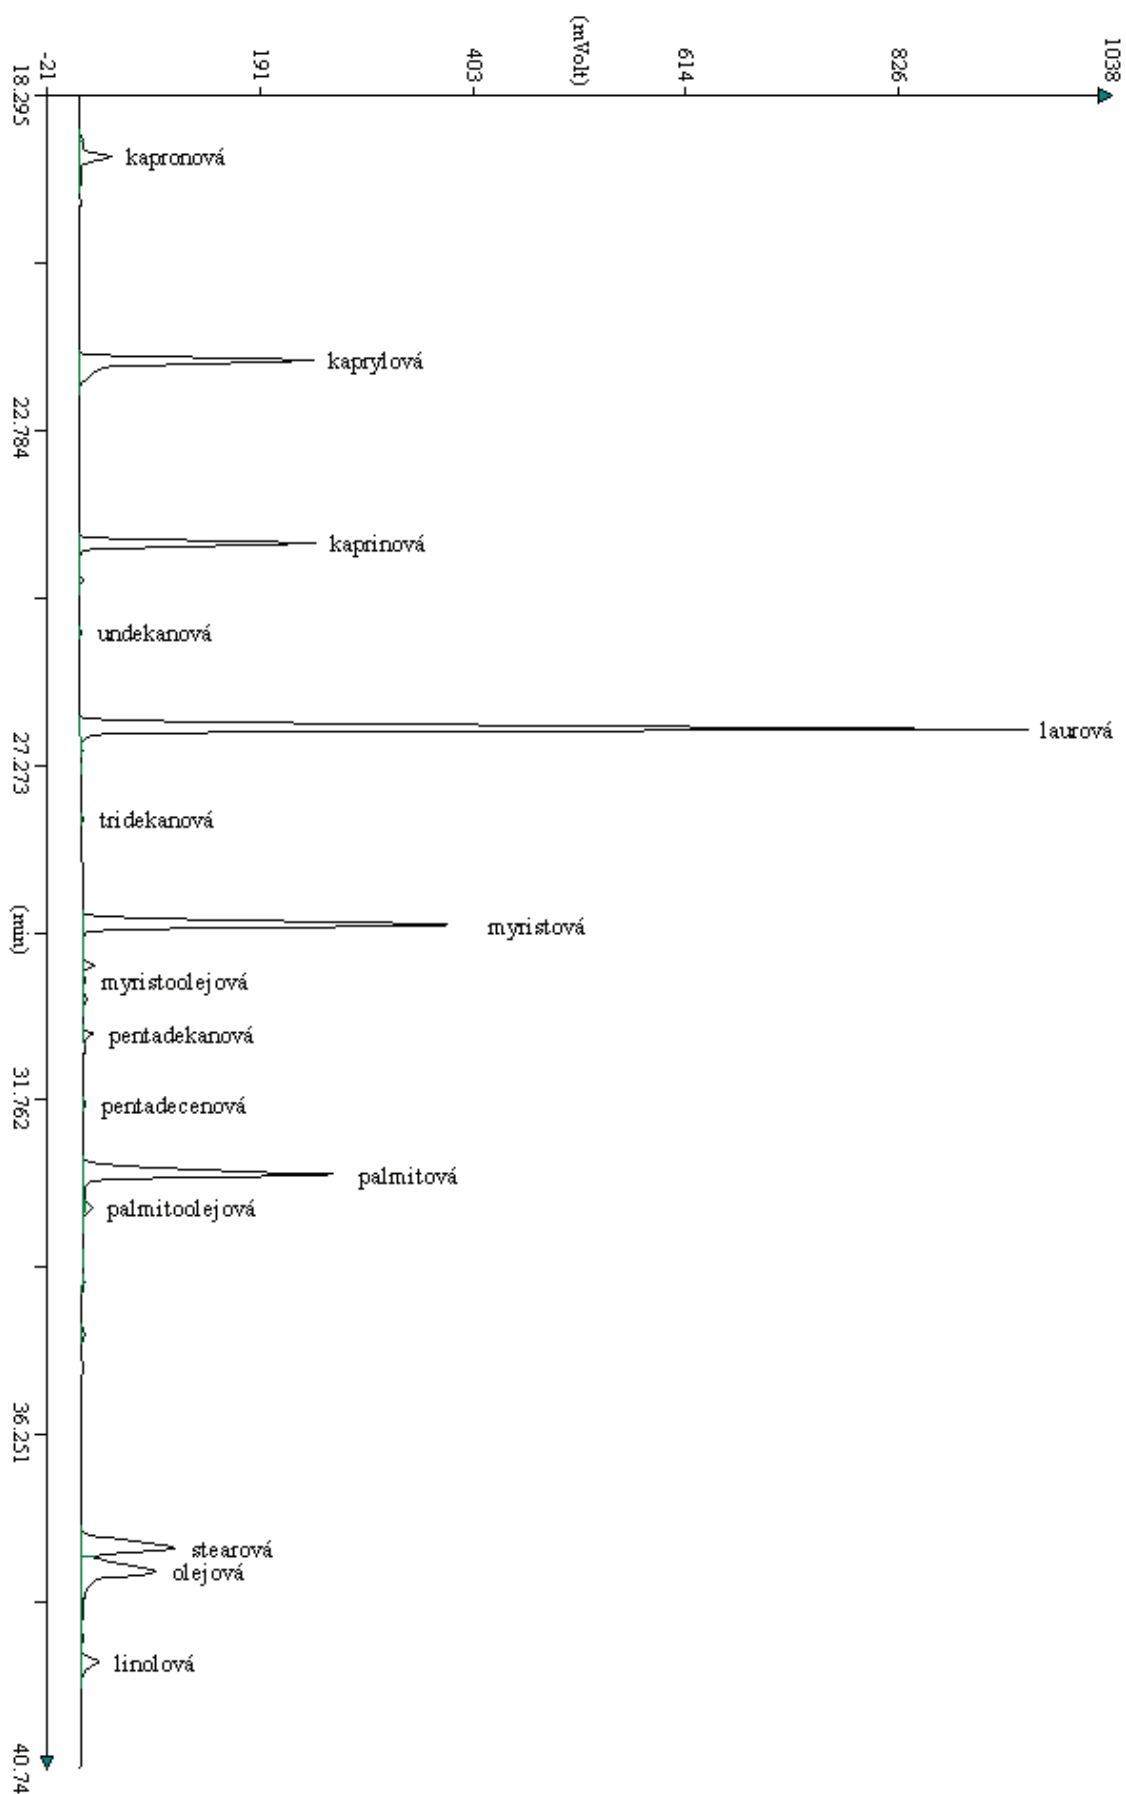 1038
826
614
(mVolt)
403
191
-21
18.295
kapronová
kaprylová
22.784
kaprinová
undekanová
laurová
27.273
tridekanová
(min)
myristová
myristoolejová
pentadekanová
31.762
pentadecenová
palmitová
palmitoolejová
36.251
stearová
olejová
linolová
40.74